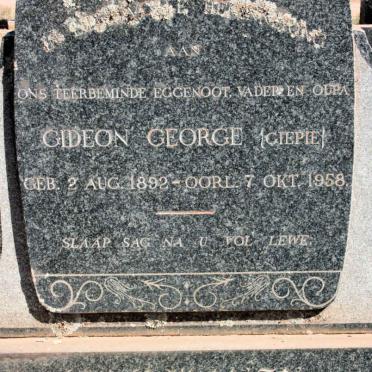 AAN
ONS TEERBEMINDE EGGENOOT, VADER EN OUPA
GIDEON GEORGE (GIEPIE)
GEB. 2 AUG. 1892 – OORL. 7 OKT. 1958.
SLAAP SAG NA U VOL LEWE.